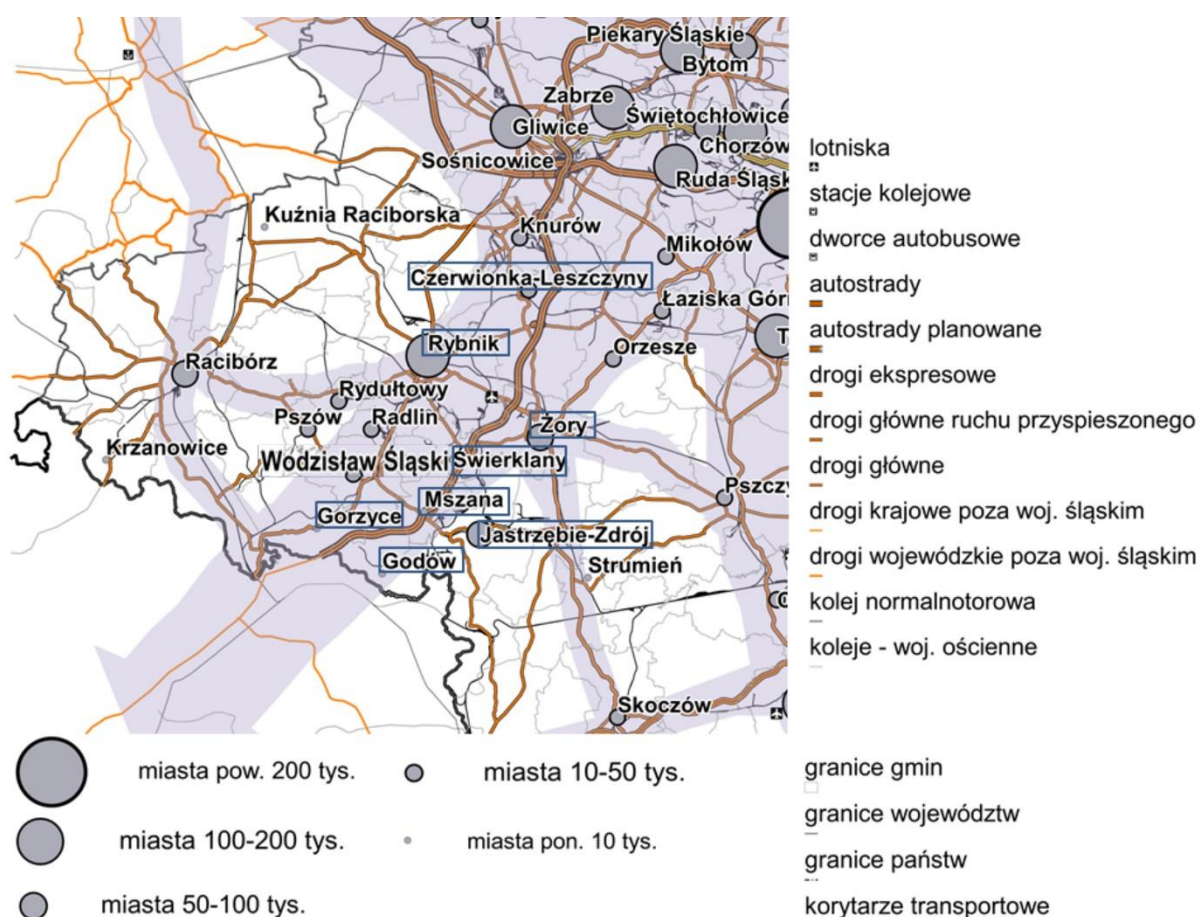 Piekary Śląskie
Bytom
Zabrze
Świętochłowice
Gliwice
Chorzów
Sośnicowice
Ruda Śląsk
Kuźnia Raciborska
Knurów
Mikołów
Czerwionka-Leszczyny
Łaziska Górn
Rybnik
Orzesze
Racibórz
Rydułtowy
Pszów
Radlin
Żory
Krzanowice
Wodzisław Śląski
Świerklany
Mszana
Pszczy
Gorzyce
Jastrzębie-Zdrój
Godów
Strumień
Skoczów
lotniska
stacje kolejowe
dworce autobusowe
autostrady
autostrady planowane
drogi ekspresowe
drogi główne ruchu przyspieszonego
drogi główne
drogi krajowe poza woj. śląskim
drogi wojewódzkie poza woj. śląskim
kolej normalnotorowa
koleje - woj. ościenne
miasta pow. 200 tys.
miasta 10-50 tys.
miasta 100-200 tys.
miasta pon. 10 tys.
miasta 50-100 tys.
granice gmin
granice województw
granice państw
korytarze transportowe